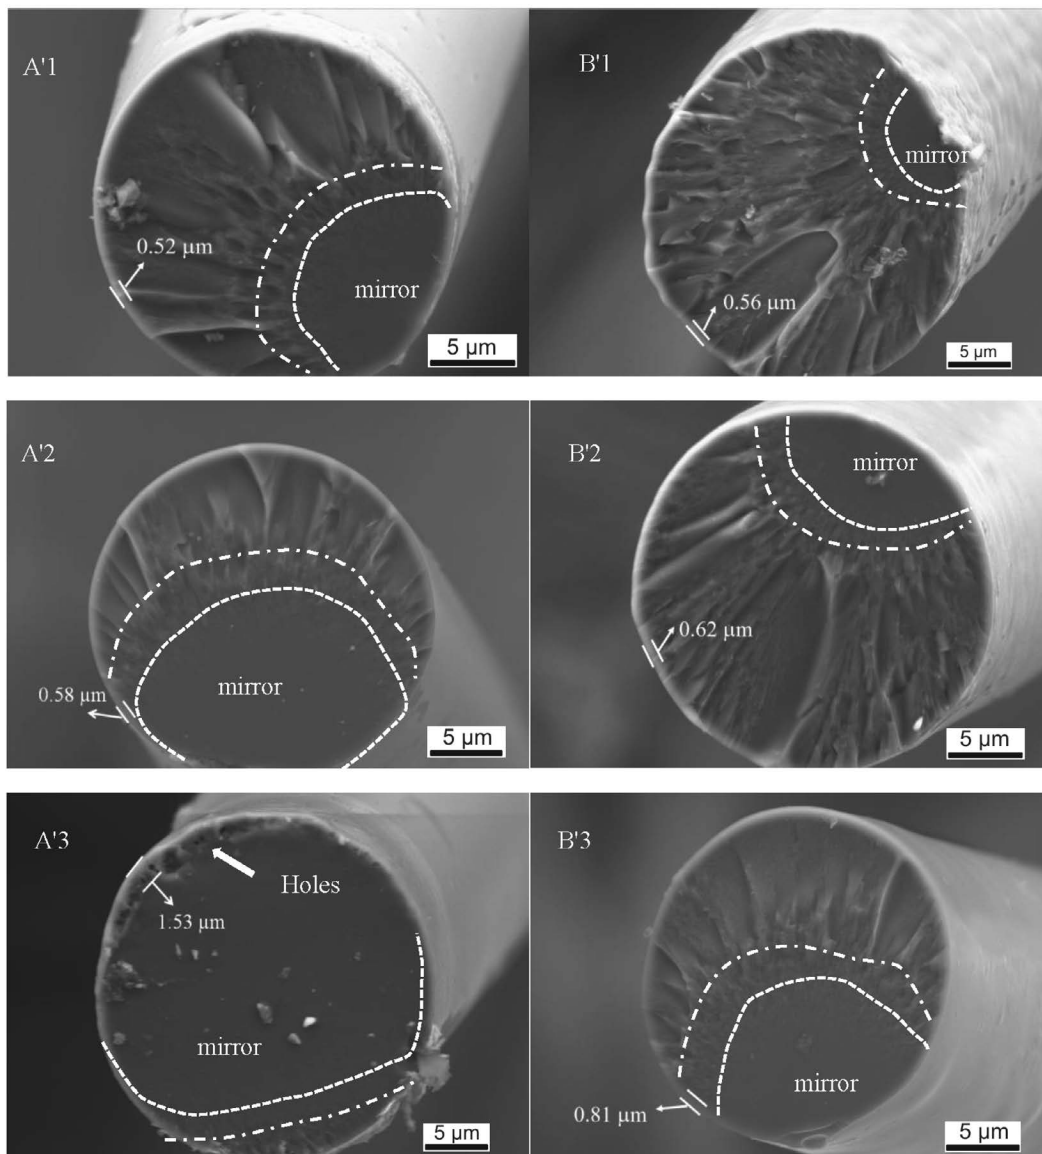 A'1
0.52 μm
mirror
5 μm
B'1
mirror
0.56 μm
5 μm
A'2
mirror
0.58 μm
5 μm
B'2
mirror
0.62 μm
5 μm
A'3
Holes
1.53 μm
mirror
5 μm
B'3
mirror
0.81 μm
5 μm